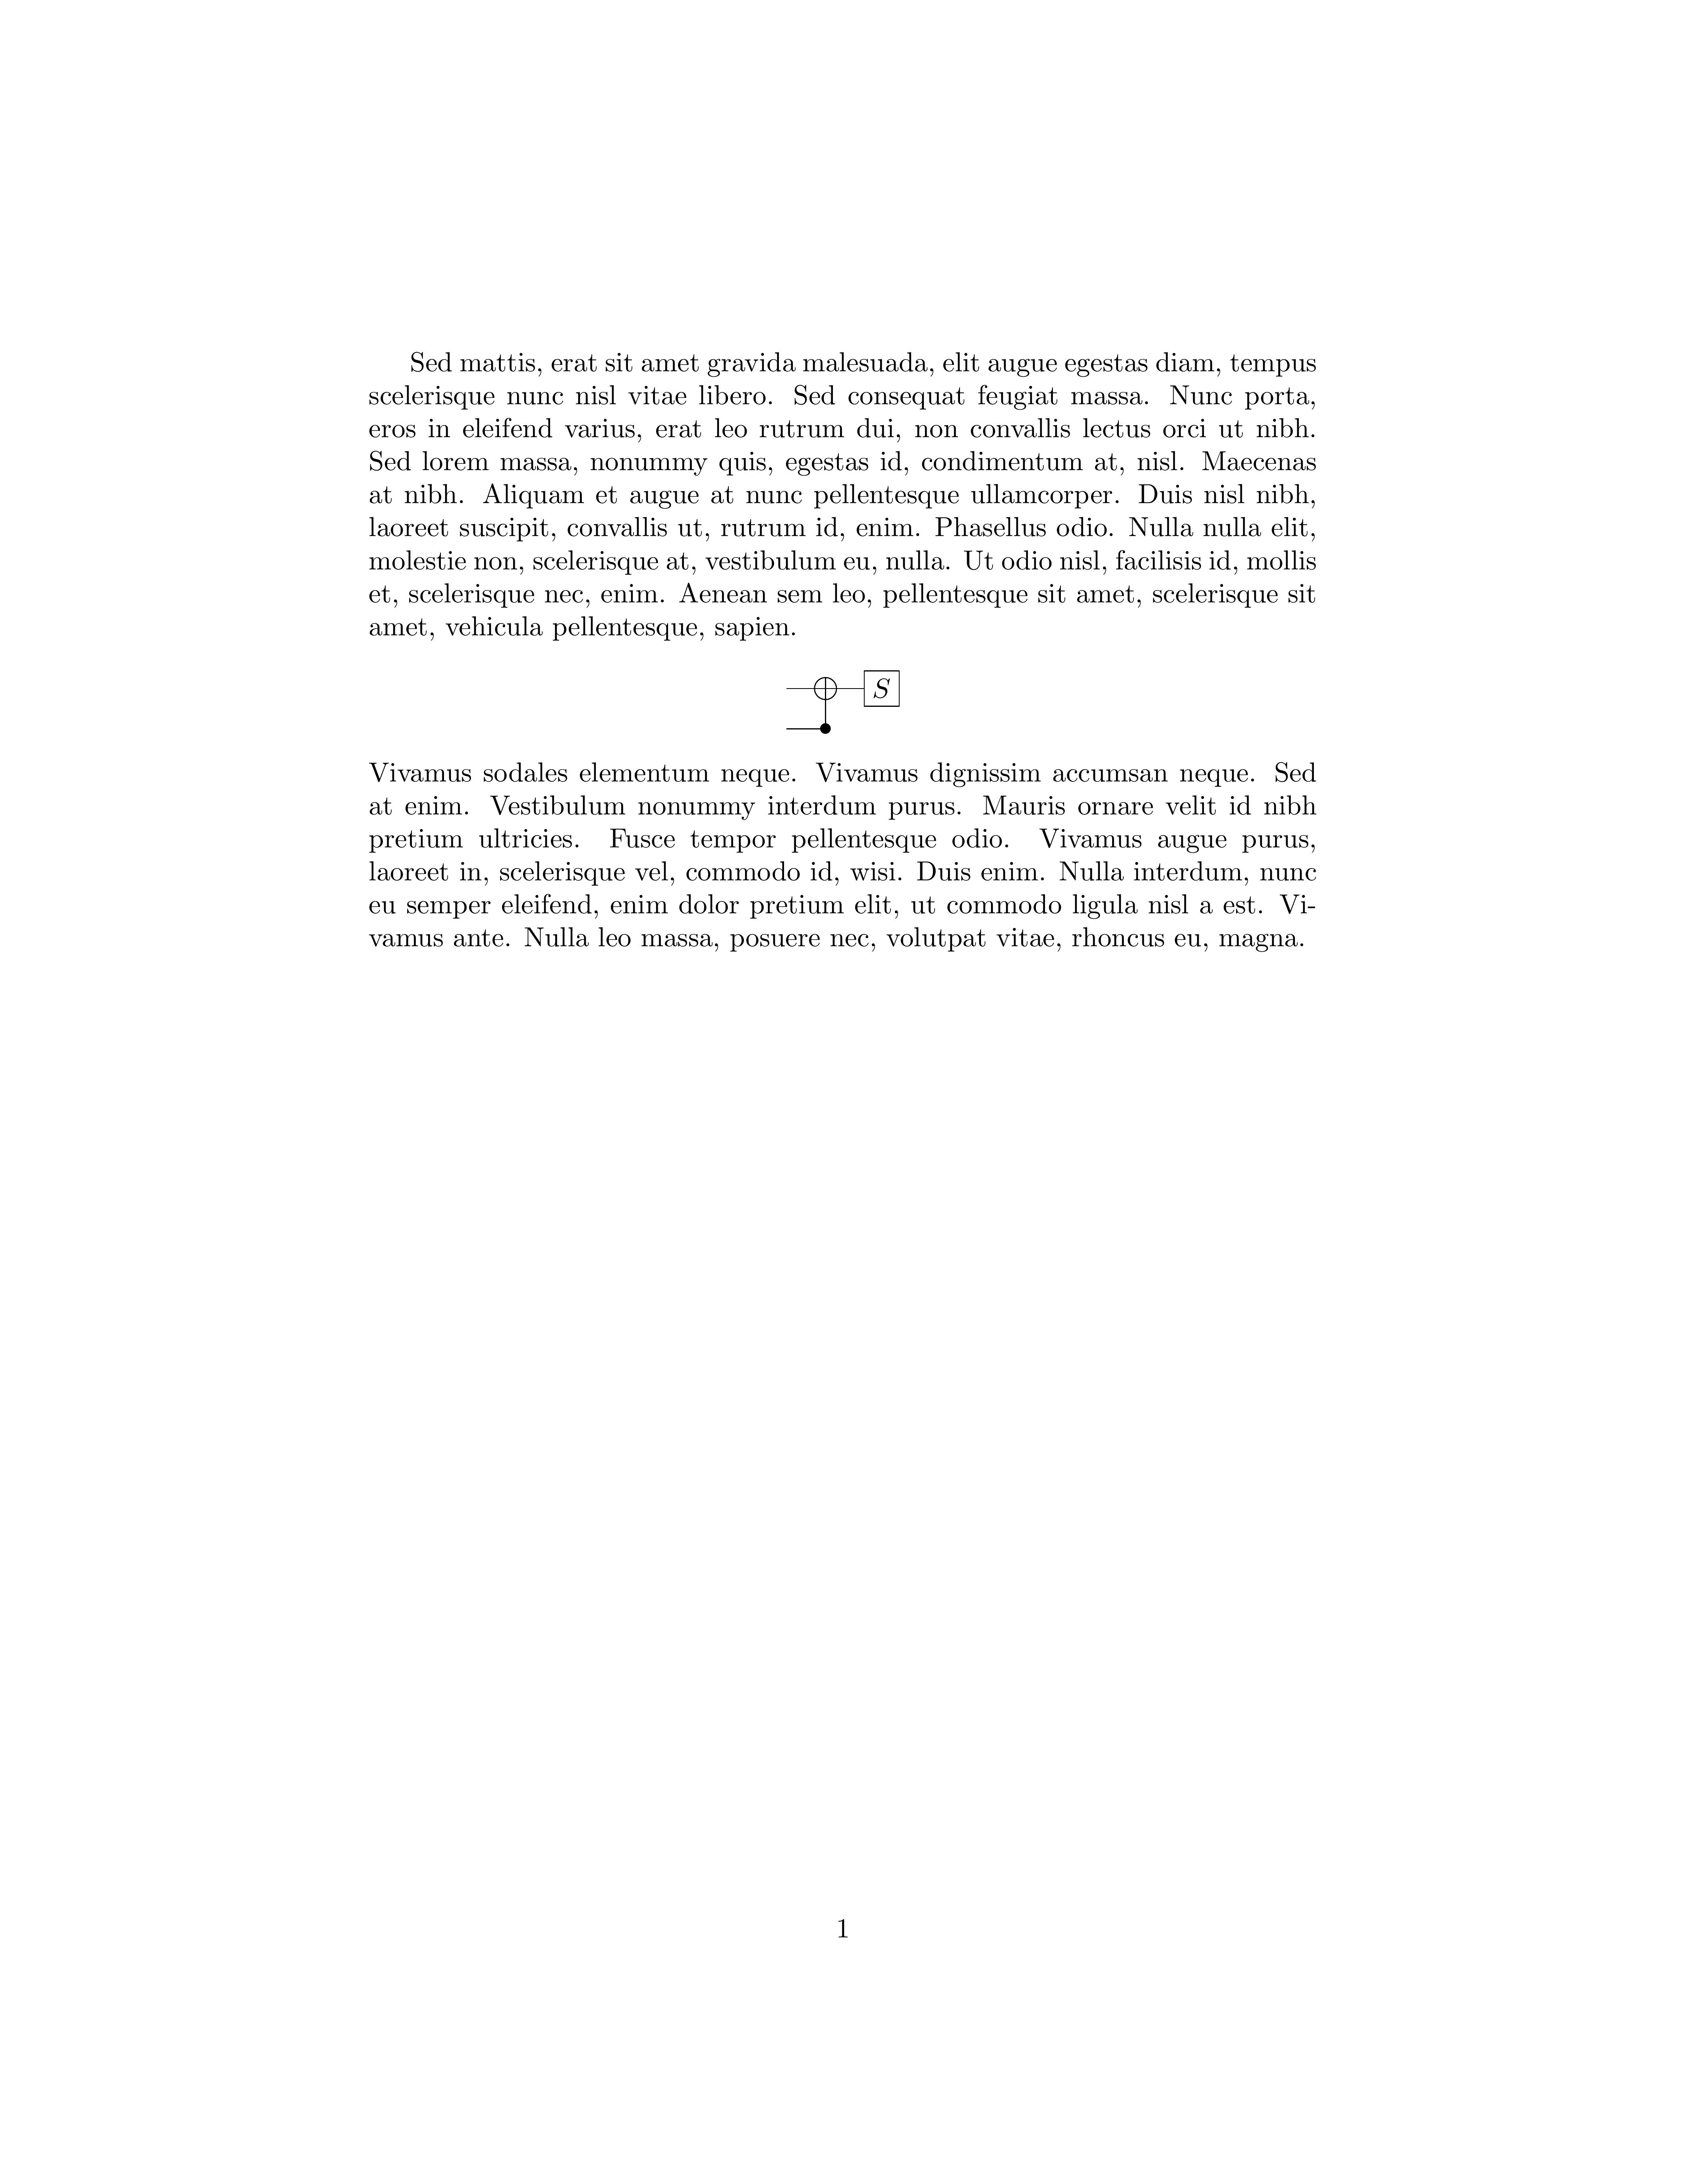 Sed mattis, erat sit amet gravida malesuada, elit augue egestas diam, tempus
scelerisque nunc nisl vitae libero. Sed consequat feugiat massa. Nunc porta,
eros in eleifend varius, erat leo rutrum dui, non convallis lectus orci ut nibh.
Sed lorem massa, nonummy quis, egestas id, condimentum at, nisl. Maecenas
at nibh. Aliquam et augue at nunc pellentesque ullamcorper. Duis nisl nibh,
laoreet suscipit, convallis ut, rutrum id, enim. Phasellus odio. Nulla nulla elit,
molestie non, scelerisque at, vestibulum eu, nulla. Ut odio nisl, facilisis id, mollis
et, scelerisque nec, enim. Aenean sem leo, pellentesque sit amet, scelerisque sit
amet, vehicula pellentesque, sapien.
S
Vivamus sodales elementum neque. Vivamus dignissim accumsan neque. Sed
at enim. Vestibulum nonummy interdum purus. Mauris ornare velit id nibh
pretium ultricies. Fusce tempor pellentesque odio. Vivamus augue purus,
laoreet in, scelerisque vel, commodo id, wisi. Duis enim. Nulla interdum, nunc
eu semper eleifend, enim dolor pretium elit, ut commodo ligula nisl a est. Vi-
vamus ante. Nulla leo massa, posuere nec, volutpat vitae, rhoncus eu, magna.
1